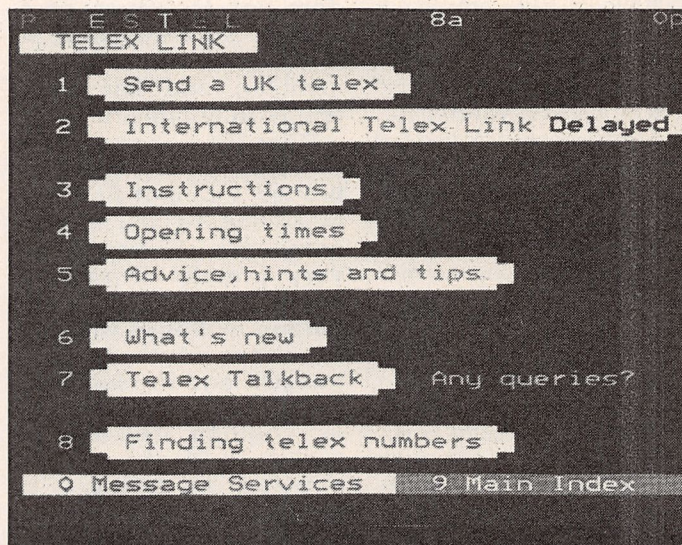 P E S T E L 8a 0p
TELEX LINK
1 Send a UK telex
2 International Telex Link Delayed
3 Instructions
4 Opening times
5 Advice,hints and tips
6 What's new
7 Telex Talkback Any queries?
8 Finding telex numbers
0 Message Services 9 Main Index